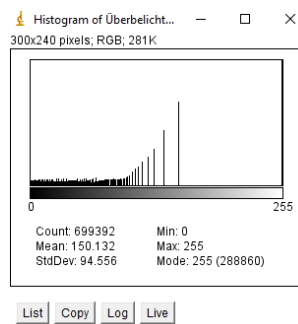 Histogram of Überbelicht...
300x240 pixels; RGB; 281K
0 255
Count: 699392 Min: 0
Mean: 150.132 Max: 255
StdDev: 94.556 Mode: 255 (288860)
List Copy Log Live